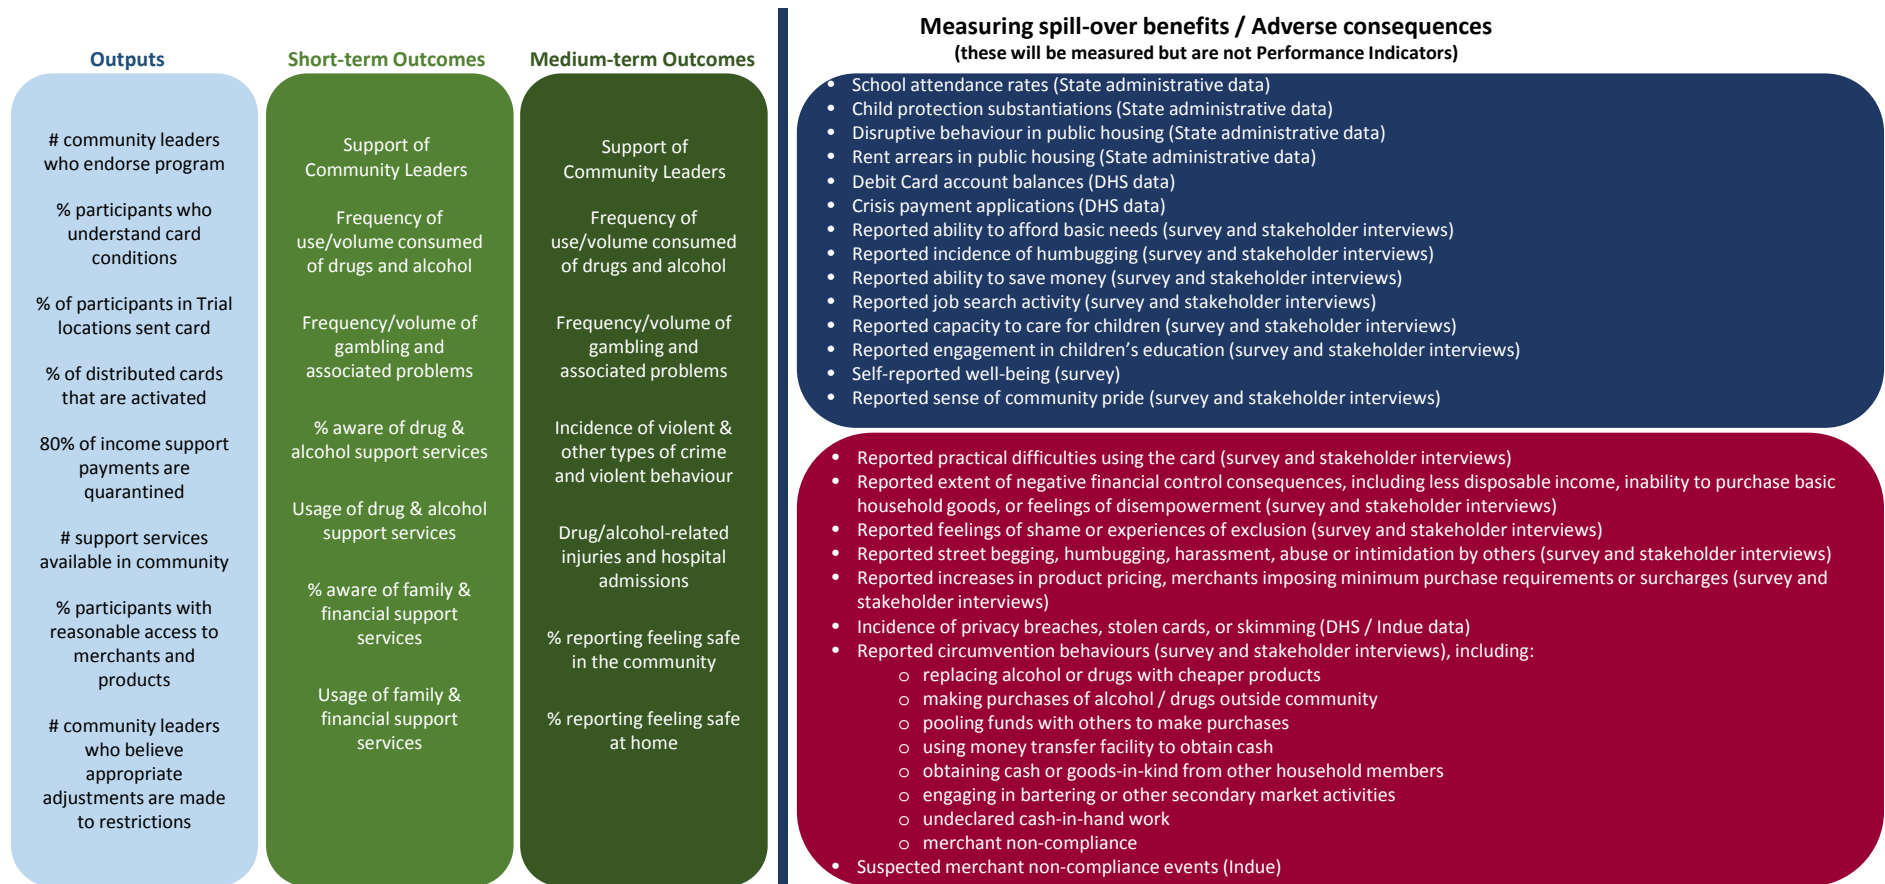 Outputs
# community leaders
who endorse program
% participants who
understand card
conditions
% of participants in Trial
locations sent card
% of distributed cards
that are activated
80% of income support
payments are
quarantined
# support services
available in community
% participants with
reasonable access to
merchants and
products
# community leaders
who believe
appropriate
adjustments are made
to restrictions
Short-term Outcomes
Support of
Community Leaders
Frequency of
use/volume consumed
of drugs and alcohol
Frequency/volume of
gambling and
associated problems
% aware of drug &
alcohol support services
Usage of drug & alcohol
support services
% aware of family &
financial support
services
Usage of family &
financial support
services
Medium-term Outcomes
Support of
Community Leaders
Frequency of
use/volume consumed
of drugs and alcohol
Frequency/volume of
gambling and
associated problems
Incidence of violent &
other types of crime
and violent behaviour
Drug/alcohol-related
injuries and hospital
admissions
% reporting feeling safe
in the community
% reporting feeling safe
at home
Measuring spill-over benefits / Adverse consequences
(these will be measured but are not Performance Indicators)
• School attendance rates (State administrative data)
• Child protection substantiations (State administrative data)
• Disruptive behaviour in public housing (State administrative data)
• Rent arrears in public housing (State administrative data)
• Debit Card account balances (DHS data)
• Crisis payment applications (DHS data)
• Reported ability to afford basic needs (survey and stakeholder interviews)
• Reported incidence of humbugging (survey and stakeholder interviews)
• Reported ability to save money (survey and stakeholder interviews)
• Reported job search activity (survey and stakeholder interviews)
• Reported capacity to care for children (survey and stakeholder interviews)
• Reported engagement in children's education (survey and stakeholder interviews)
• Self-reported well-being (survey)
• Reported sense of community pride (survey and stakeholder interviews)
• Reported practical difficulties using the card (survey and stakeholder interviews)
• Reported extent of negative financial control consequences, including less disposable income, inability to purchase basic
household goods, or feelings of disempowerment (survey and stakeholder interviews)
• Reported feelings of shame or experiences of exclusion (survey and stakeholder interviews)
• Reported street begging, humbugging, harassment, abuse or intimidation by others (survey and stakeholder interviews)
• Reported increases in product pricing, merchants imposing minimum purchase requirements or surcharges (survey and
stakeholder interviews)
• Incidence of privacy breaches, stolen cards, or skimming (DHS / Indue data)
• Reported circumvention behaviours (survey and stakeholder interviews), including:
o replacing alcohol or drugs with cheaper products
o making purchases of alcohol / drugs outside community
o pooling funds with others to make purchases
o using money transfer facility to obtain cash
o obtaining cash or goods-in-kind from other household members
o engaging in bartering or other secondary market activities
o undeclared cash-in-hand work
o merchant non-compliance
• Suspected merchant non-compliance events (Indue)